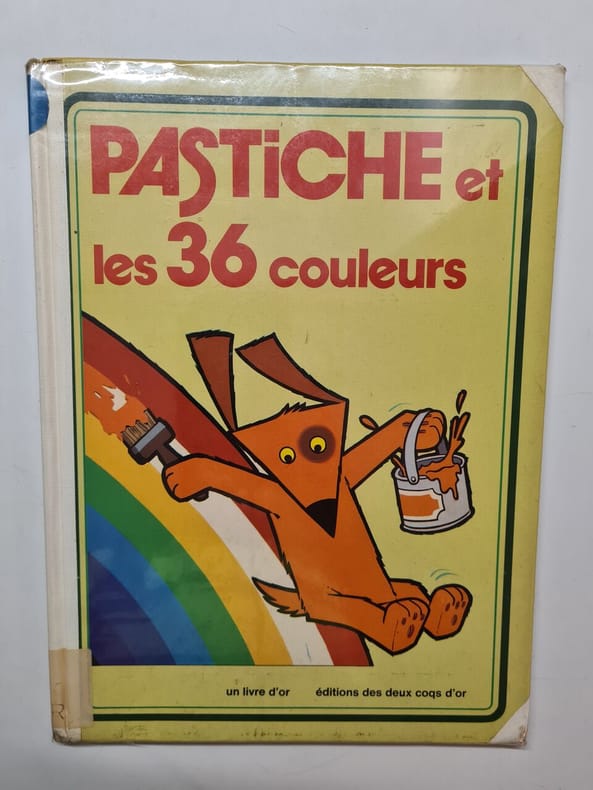 PASTiCHE et
les 36 couleurs
un livre d'or éditions des deux coqs d'or
R